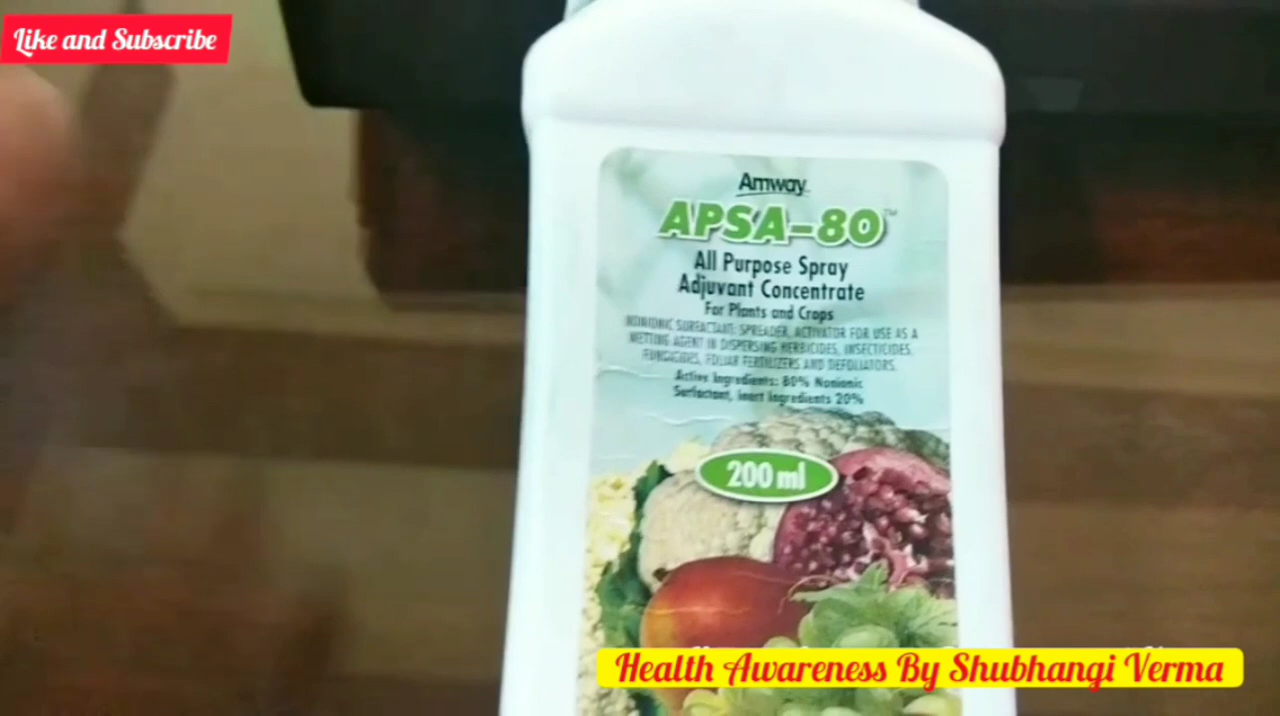 Like and Subscribe
Amway
APSA-80™
All Purpose Spray
Adjuvant Concentrate
For Plants and Crops
NONIONIC SURFACTANT: SPREADER, ACTIVATOR FOR USE AS A
WETTING AGENT IN DISPERSING HERBICIDES, INSECTICIDES,
FUNGICIDES, FOLIAR FERTILIZERS AND DEFOLIATORS.
Active Ingredients: 80% Nonionic
Surfactant, Inert Ingredients 20%
200 ml
Health Awareness By Shubhangi Verma